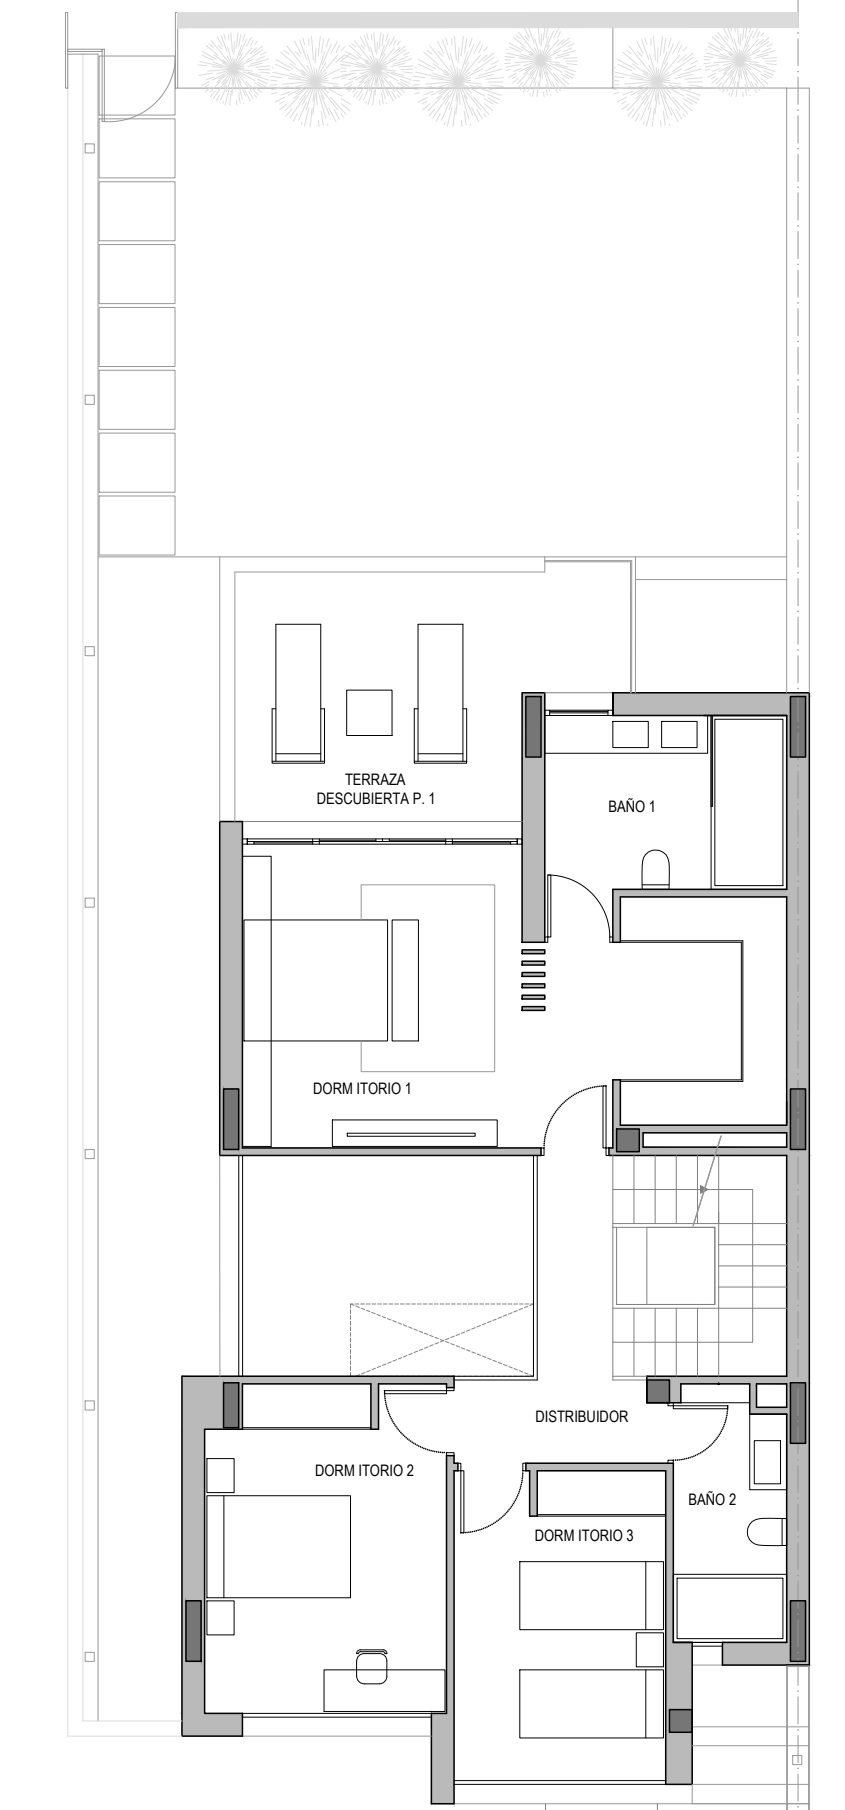 TERRAZA
DESCUBIERTA P. 1
BAÑO 1
DORM ITORIO 1
DISTRIBUIDOR
DORM ITORIO 2
BAÑO 2
DORM ITORIO 3